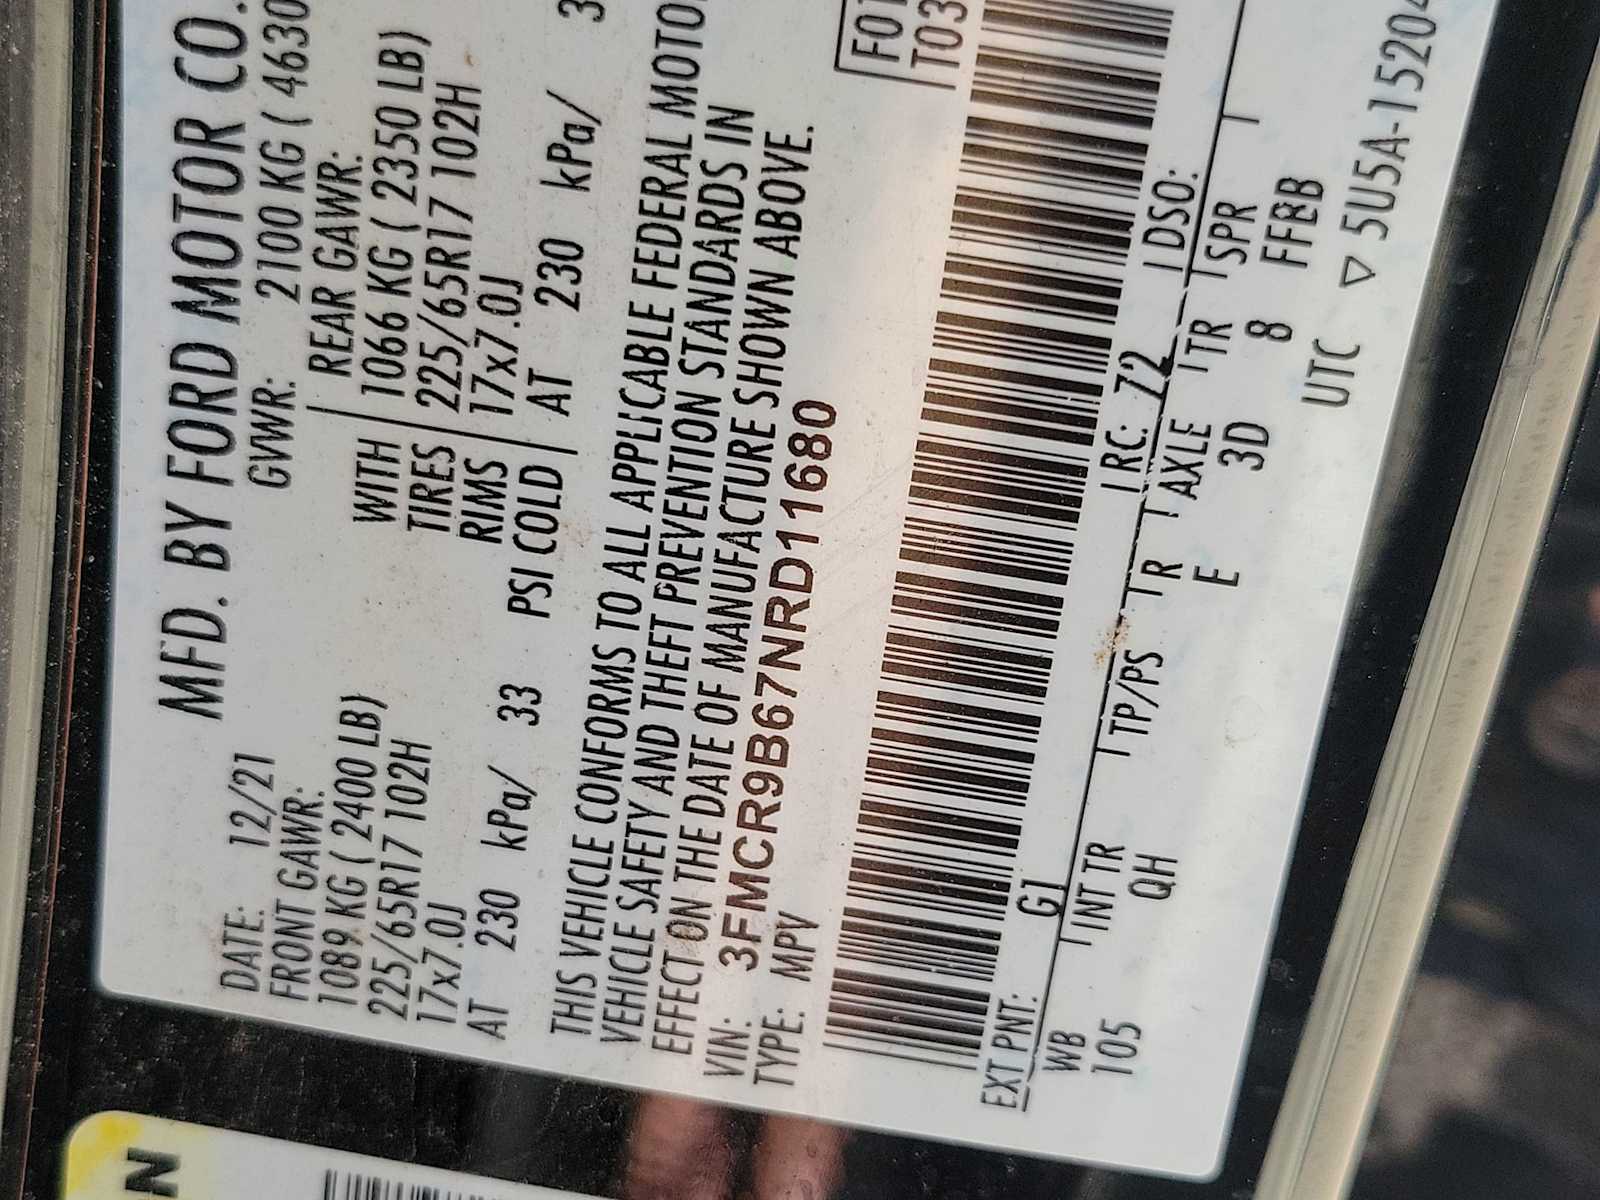 MFD. BY FORD MOTOR CO.
DATE: 12/21 GVWR: 2100 KG ( 4630
FRONT GAWR: REAR GAWR:
1089 KG ( 2400 LB) WITH 1066 KG ( 2350 LB)
225/65R17 102H TIRES 225/65R17 102H
17x7.0J RIMS 17x7.0J
AT 230 kPa/ 33 PSI COLD AT 230 kPa/ 3
THIS VEHICLE CONFORMS TO ALL APPLICABLE FEDERAL MOTO
VEHICLE SAFETY AND THEFT PREVENTION STANDARDS IN
EFFECT ON THE DATE OF MANUFACTURE SHOWN ABOVE.
VIN: 3FMCR9B67NRD11680
TYPE: MPV
F01
T03
EXT PNT: G1 RC: 72 DSO:
WB INT TR TP/PS R AXLE TR SPR
105 QH E 3D 8 FFBB
UTC ▽ 5U5A-15204
N